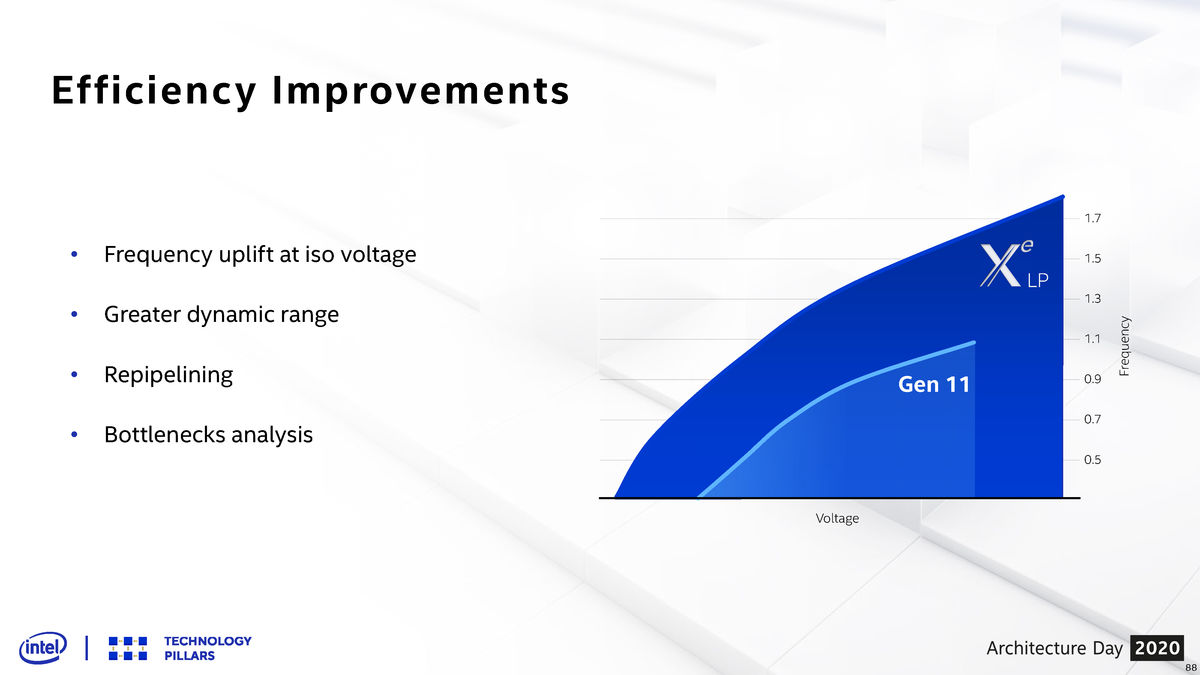 Efficiency Improvements
• Frequency uplift at iso voltage
• Greater dynamic range
• Repipelining
• Bottlenecks analysis
Xe LP
Gen 11
1.7
1.5
1.3
1.1
0.9
0.7
0.5
Frequency
Voltage
intel
TECHNOLOGY
PILLARS
Architecture Day 2020
88